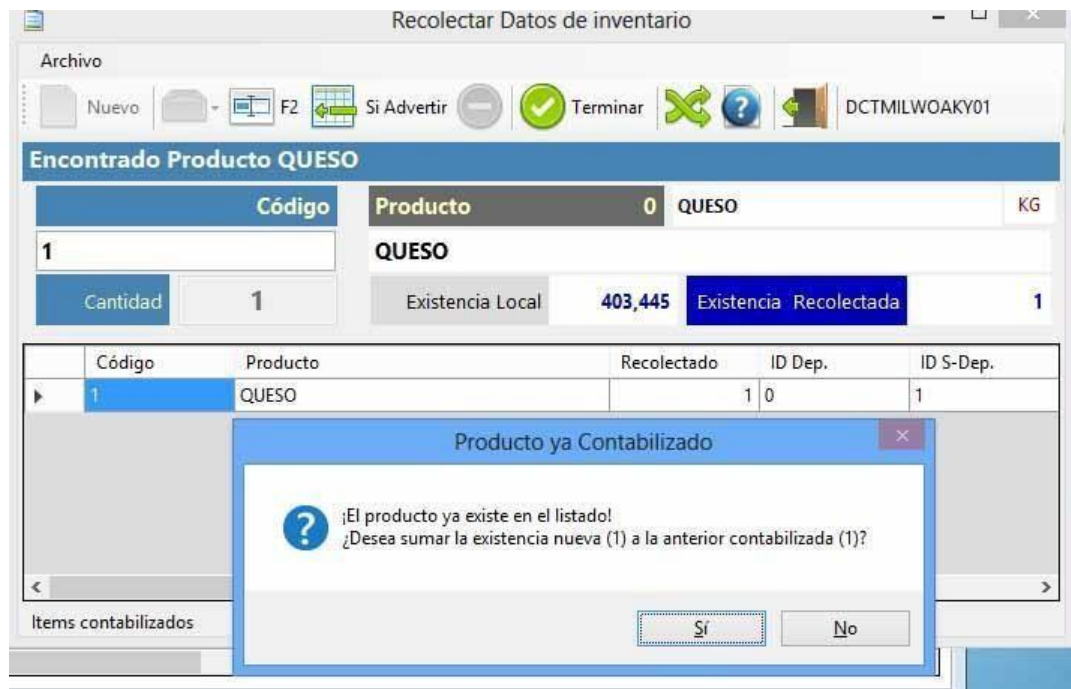 Recolectar Datos de inventario
Archivo
Nuevo F2 Si Advertir Terminar DCTMILWOAKY01
Encontrado Producto QUESO
Código Producto 0 QUESO KG
1 QUESO
Cantidad 1 Existencia Local 403,445 Existencia Recolectada 1
Código Producto Recolectado ID Dep. ID S-Dep.
1 QUESO 1 0 1
Producto ya Contabilizado
¡El producto ya existe en el listado!
¿Desea sumar la existencia nueva (1) a la anterior contabilizada (1)?
Items contabilizados
Sí No